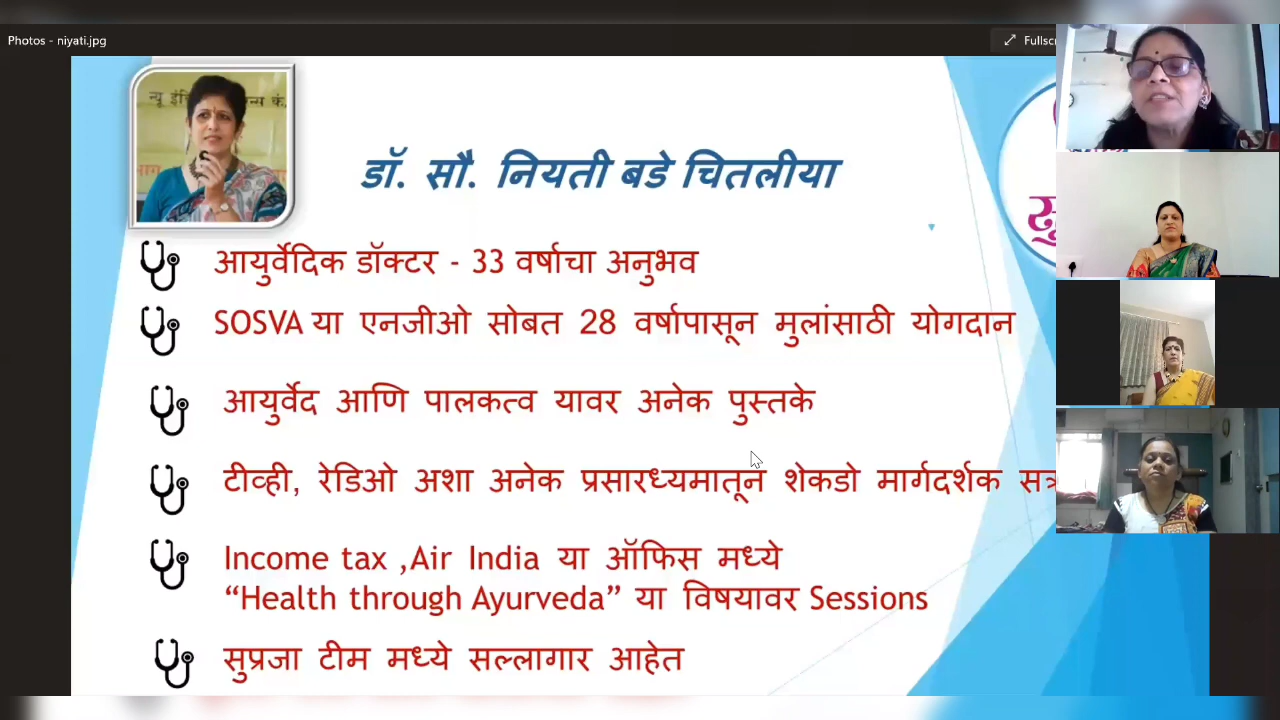 Photos - niyati.jpg
डॉ. सौ. नियती बडे चितलीया
आयुर्वेदिक डॉक्टर - 33 वर्षाचा अनुभव
SOSVA या एनजीओ सोबत 28 वर्षापासून मुलांसाठी योगदान
आयुर्वेद आणि पालकत्व यावर अनेक पुस्तके
टीव्ही, रेडिओ अशा अनेक प्रसारध्यमातून शेकडो मार्गदर्शक
Income tax ,Air India या ऑफिस मध्ये
“Health through Ayurveda” या विषयावर Sessions
सुप्रजा टीम मध्ये सल्लागार आहेत